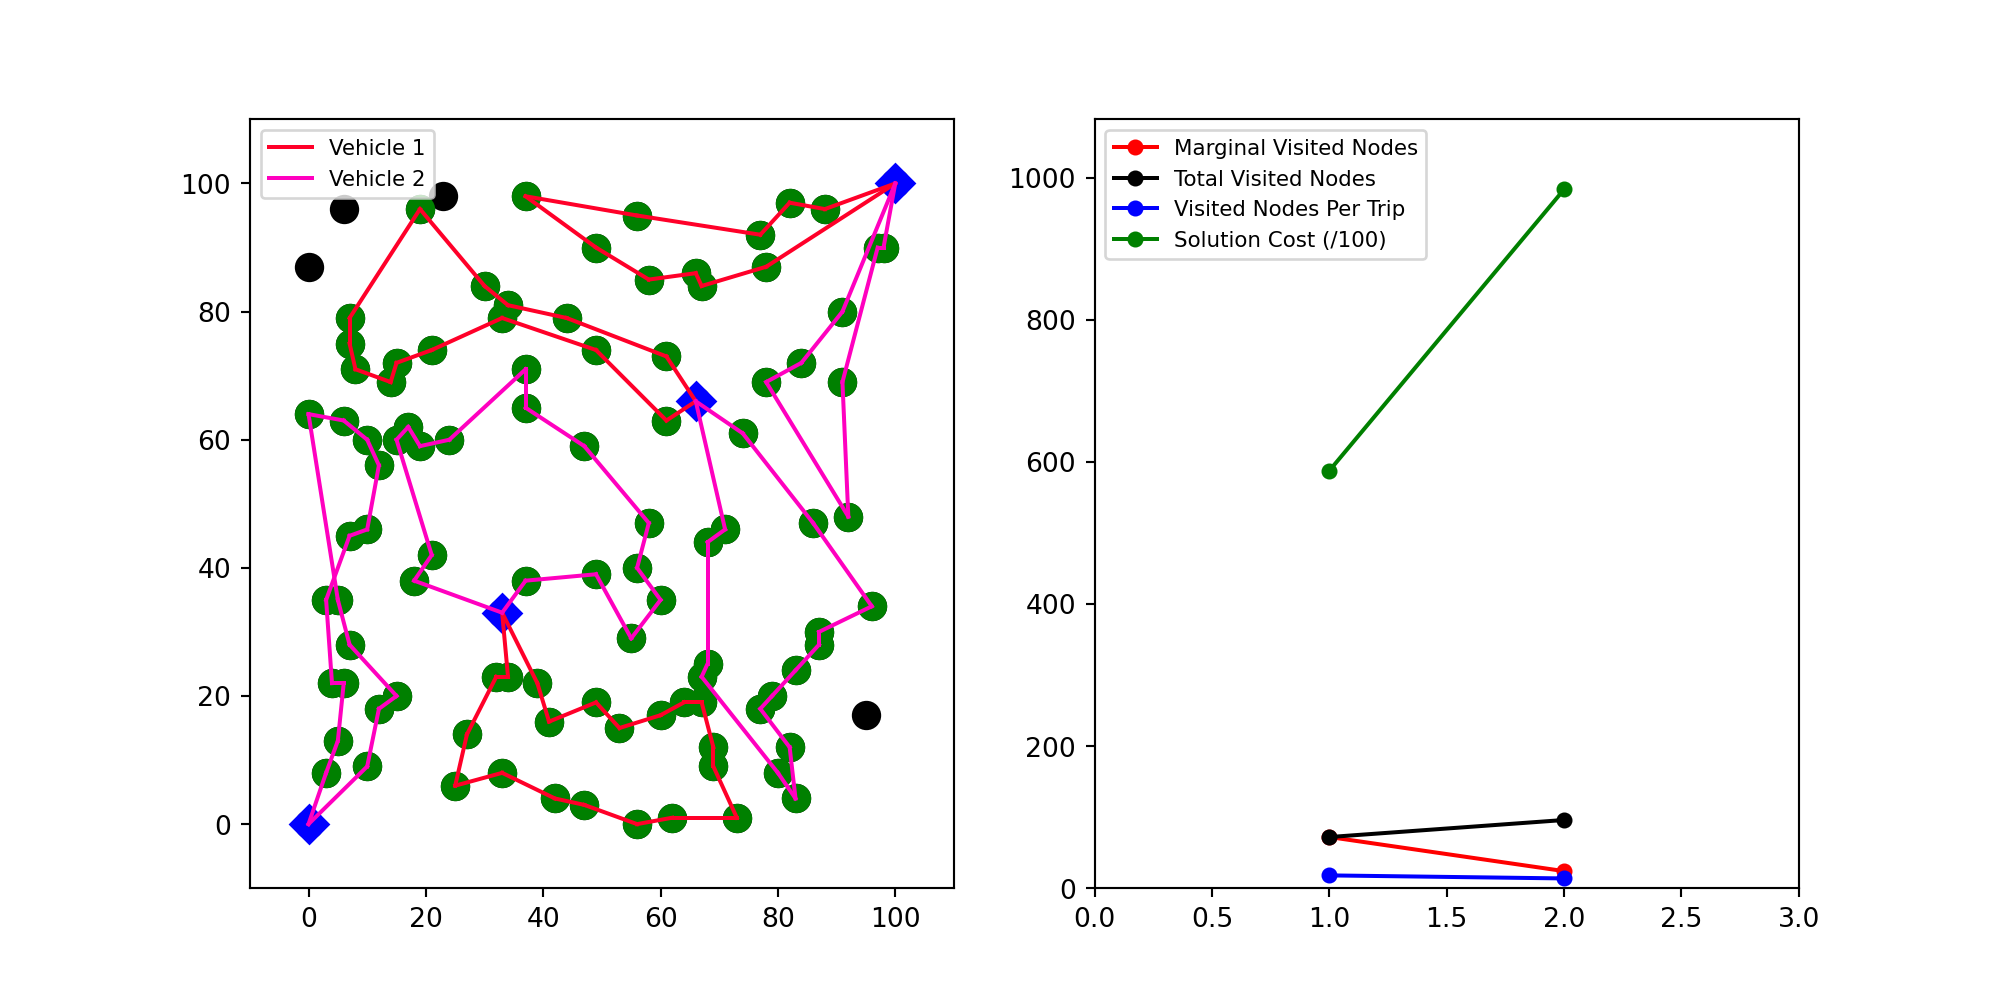 Vehicle 1
Vehicle 2
100
80
60
40
20
0
0 20 40 60 80 100
Marginal Visited Nodes
Total Visited Nodes
Visited Nodes Per Trip
Solution Cost (/100)
1000
800
600
400
200
0
0.0 0.5 1.0 1.5 2.0 2.5 3.0